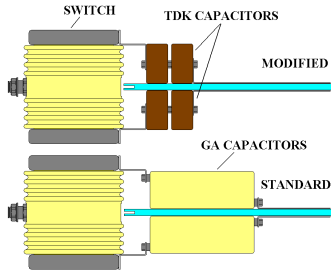 SWITCH
TDK CAPACITORS
MODIFIED
GA CAPACITORS
STANDARD